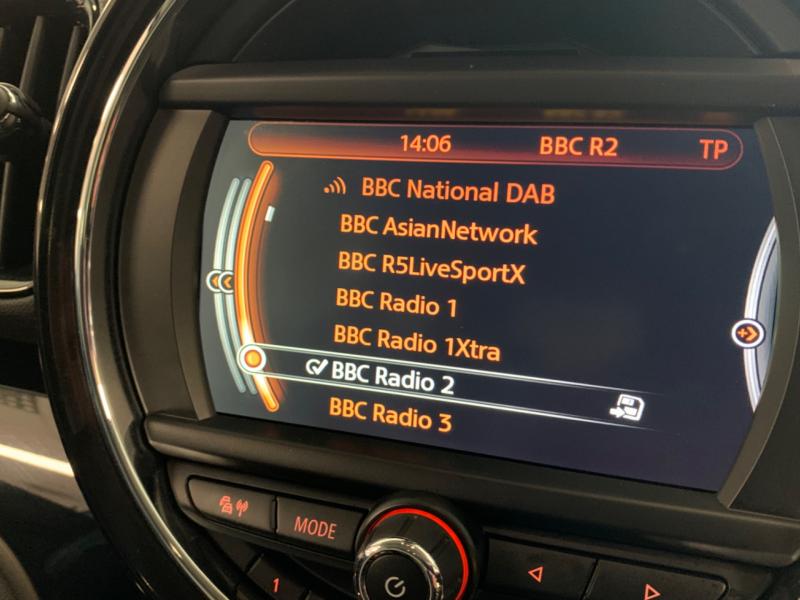 14:06 BBC R2 TP
BBC National DAB
BBC AsianNetwork
BBC R5LiveSportX
BBC Radio 1
BBC Radio 1Xtra
BBC Radio 2
BBC Radio 3
MODE
1